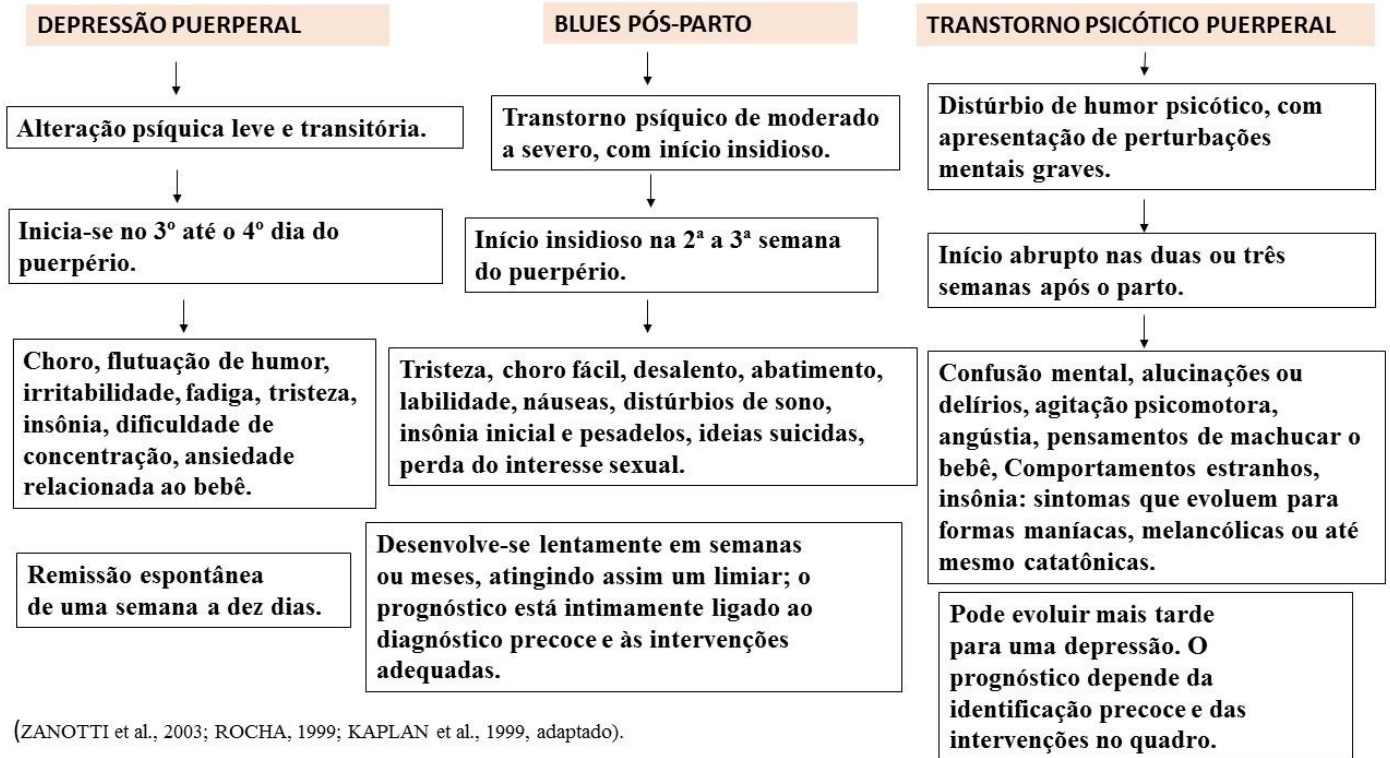 DEPRESSÃO PUERPERAL
Alteração psíquica leve e transitória.
Inicia-se no 3º até o 4º dia do
puerpério.
Choro, flutuação de humor,
irritabilidade, fadiga, tristeza,
insônia, dificuldade de
concentração, ansiedade
relacionada ao bebê.
Remissão espontânea
de uma semana a dez dias.
BLUES PÓS-PARTO
Transtorno psíquico de moderado
a severo, com início insidioso.
Início insidioso na 2ª a 3ª semana
do puerpério.
Tristeza, choro fácil, desalento, abatimento,
labilidade, náuseas, distúrbios de sono,
insônia inicial e pesadelos, ideias suicidas,
perda do interesse sexual.
Desenvolve-se lentamente em semanas
ou meses, atingindo assim um limiar; o
prognóstico está intimamente ligado ao
diagnóstico precoce e às intervenções
adequadas.
TRANSTORNO PSICÓTICO PUERPERAL
Distúrbio de humor psicótico, com
apresentação de perturbações
mentais graves.
Início abrupto nas duas ou três
semanas após o parto.
Confusão mental, alucinações ou
delírios, agitação psicomotora,
angústia, pensamentos de machucar o
bebê, Comportamentos estranhos,
insônia: sintomas que evoluem para
formas maníacas, melancólicas ou até
mesmo catatônicas.
Pode evoluir mais tarde
para uma depressão. O
prognóstico depende da
identificação precoce e das
intervenções no quadro.
(ZANOTTI et al., 2003; ROCHA, 1999; KAPLAN et al., 1999, adaptado).